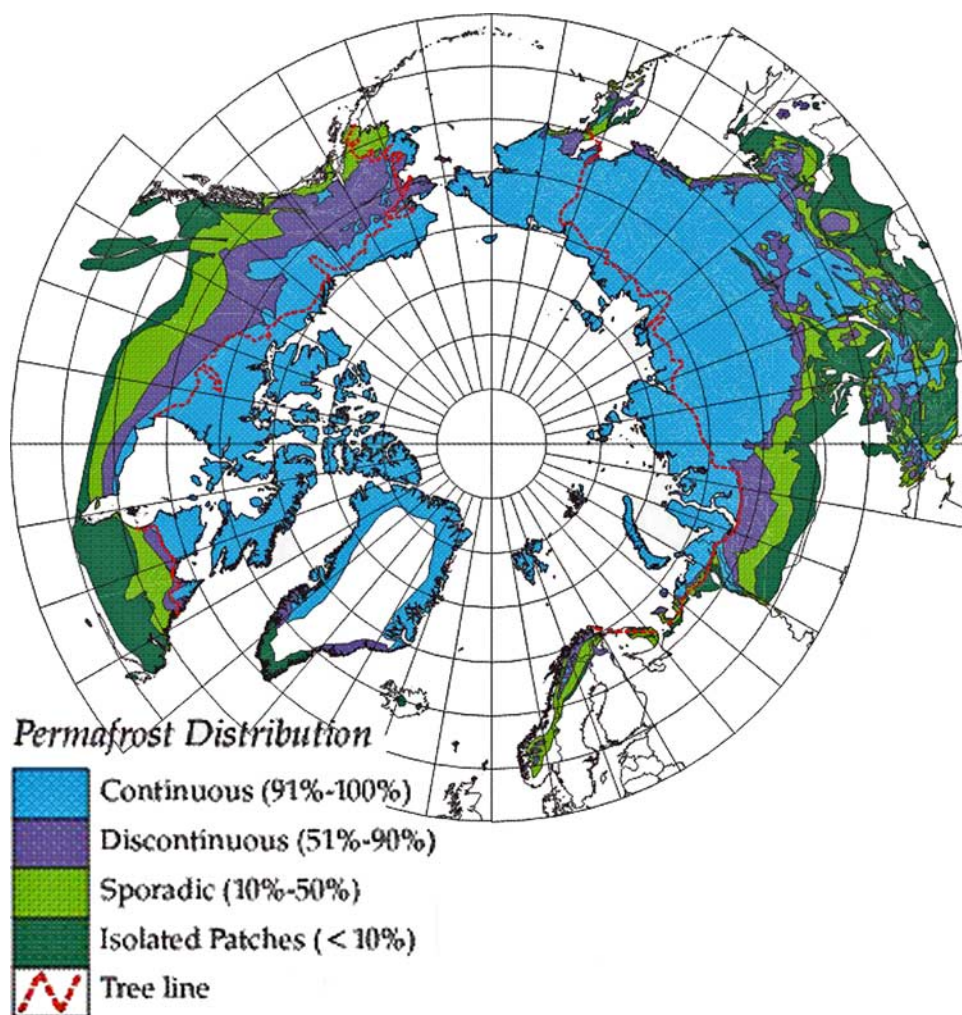 Permafrost Distribution
Continuous (91%-100%)
Discontinuous (51%-90%)
Sporadic (10%-50%)
Isolated Patches (< 10%)
Tree line